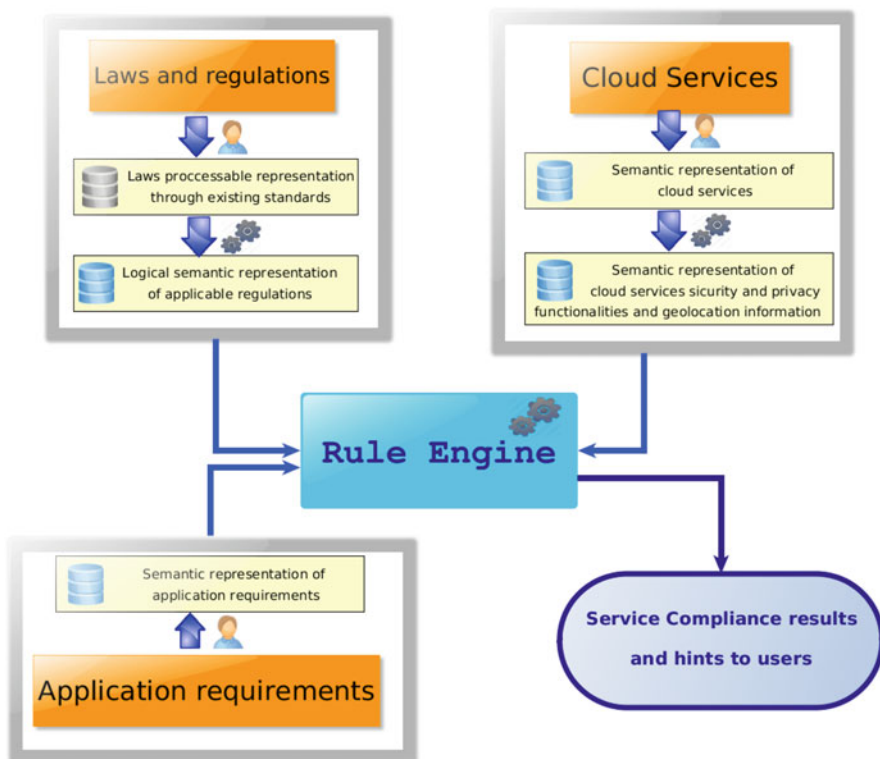 Laws and regulations
Laws proccessable representation
through existing standards
Logical semantic representation
of applicable regulations
Cloud Services
Semantic representation of
cloud services
Semantic representation of
cloud services sicurity and privacy
functionalities and geolocation information
Rule Engine
Semantic representation of
application requirements
Application requirements
Service Compliance results
and hints to users